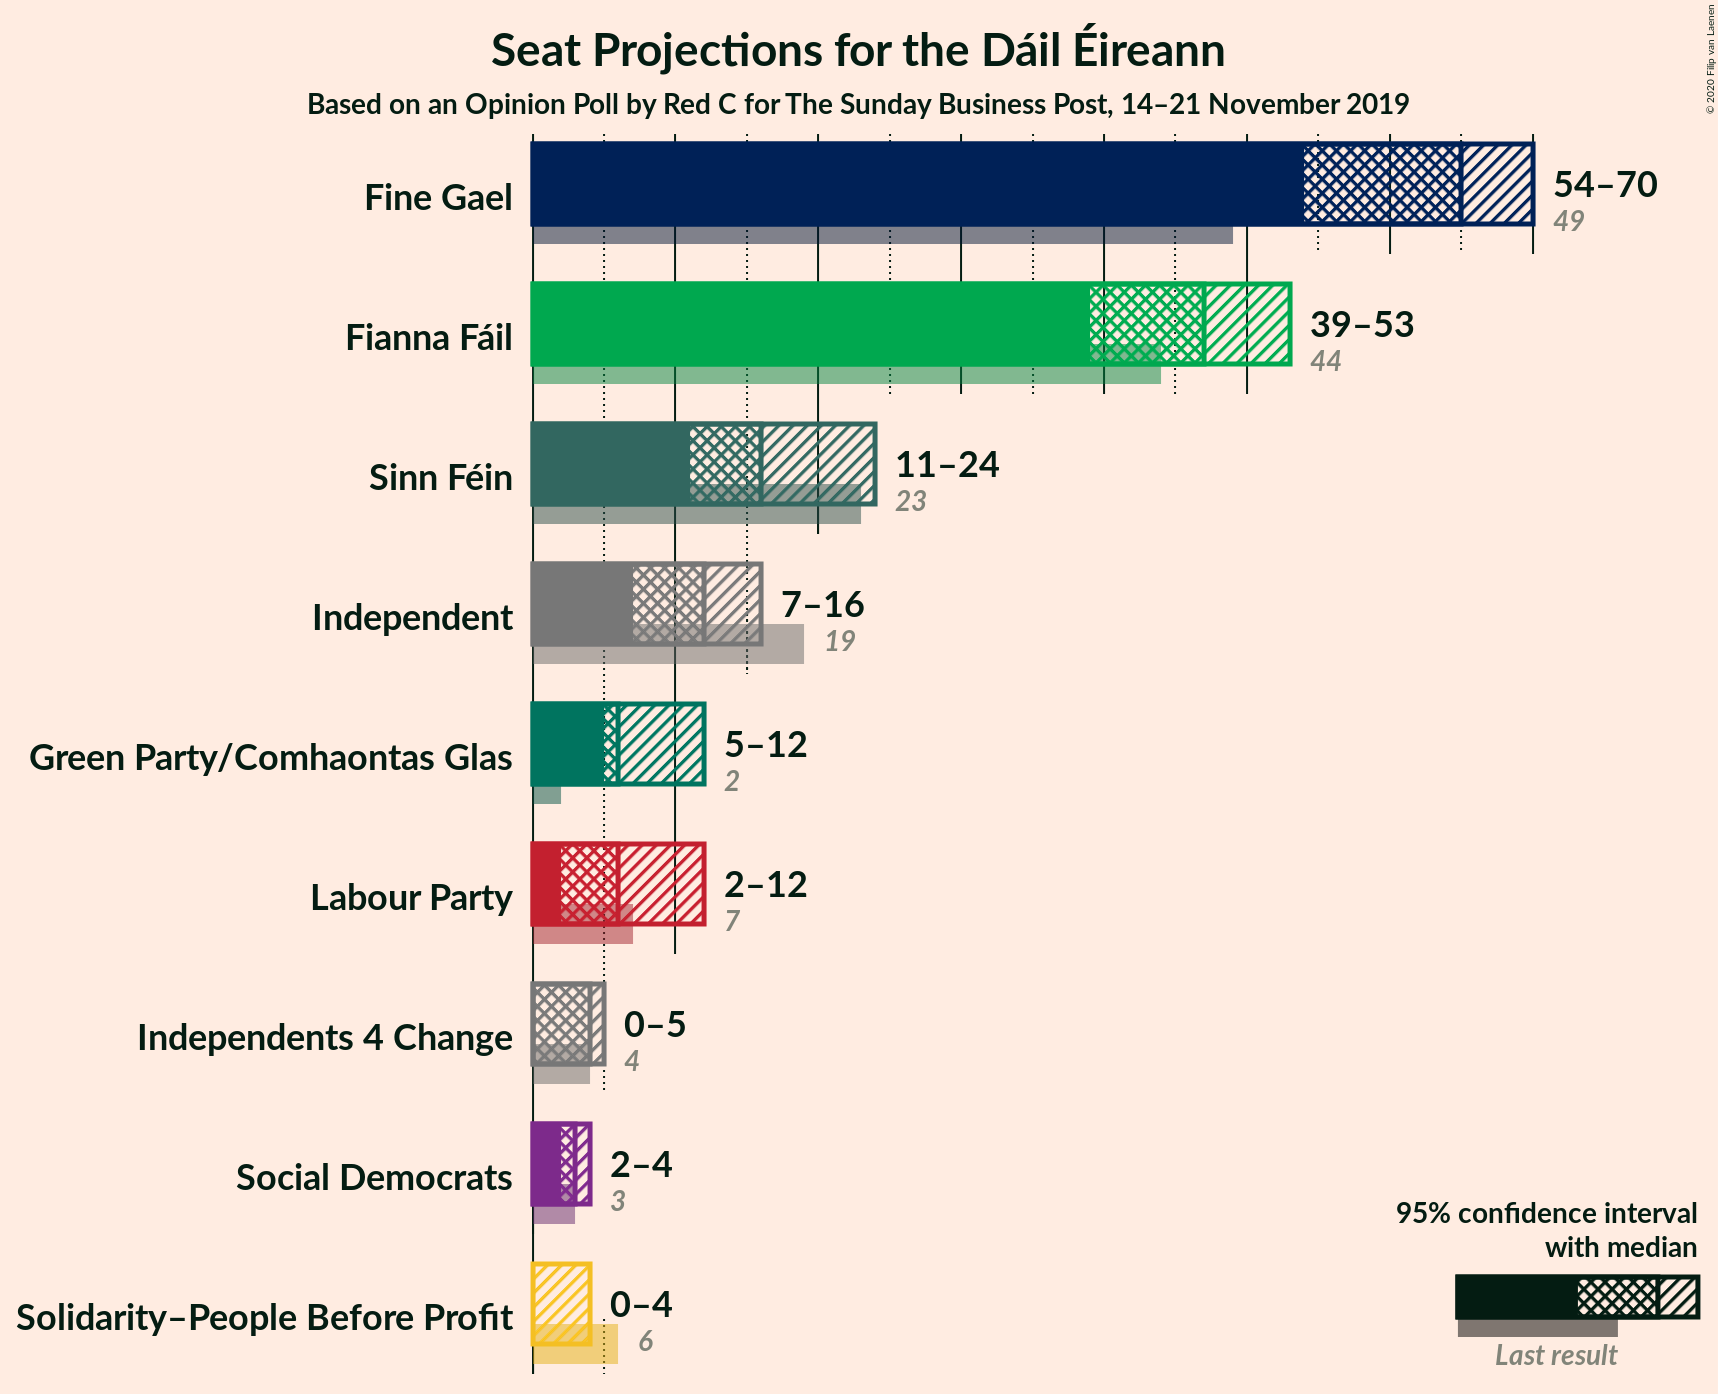 Seat Projections for the Dáil Éireann
Based on an Opinion Poll by Red C for The Sunday Business Post, 14–21 November 2019
© 2020 Filip van Laenen
Fine Gael
54–70
49
Fianna Fáil
39–53
44
Sinn Féin
11–24
23
Independent
7–16
19
Green Party/Comhaontas Glas
5–12
2
Labour Party
2–12
7
Independents 4 Change
0–5
4
Social Democrats
2–4
3
Solidarity–People Before Profit
0–4
6
95% confidence interval
with median
Last result